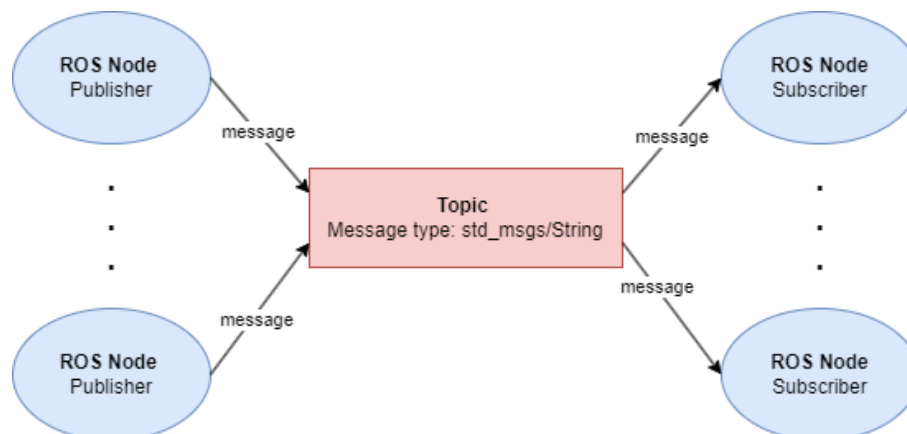 ROS Node
Publisher
ROS Node
Subscriber
message
message
Topic
Message type: std_msgs/String
message
message
ROS Node
Publisher
ROS Node
Subscriber